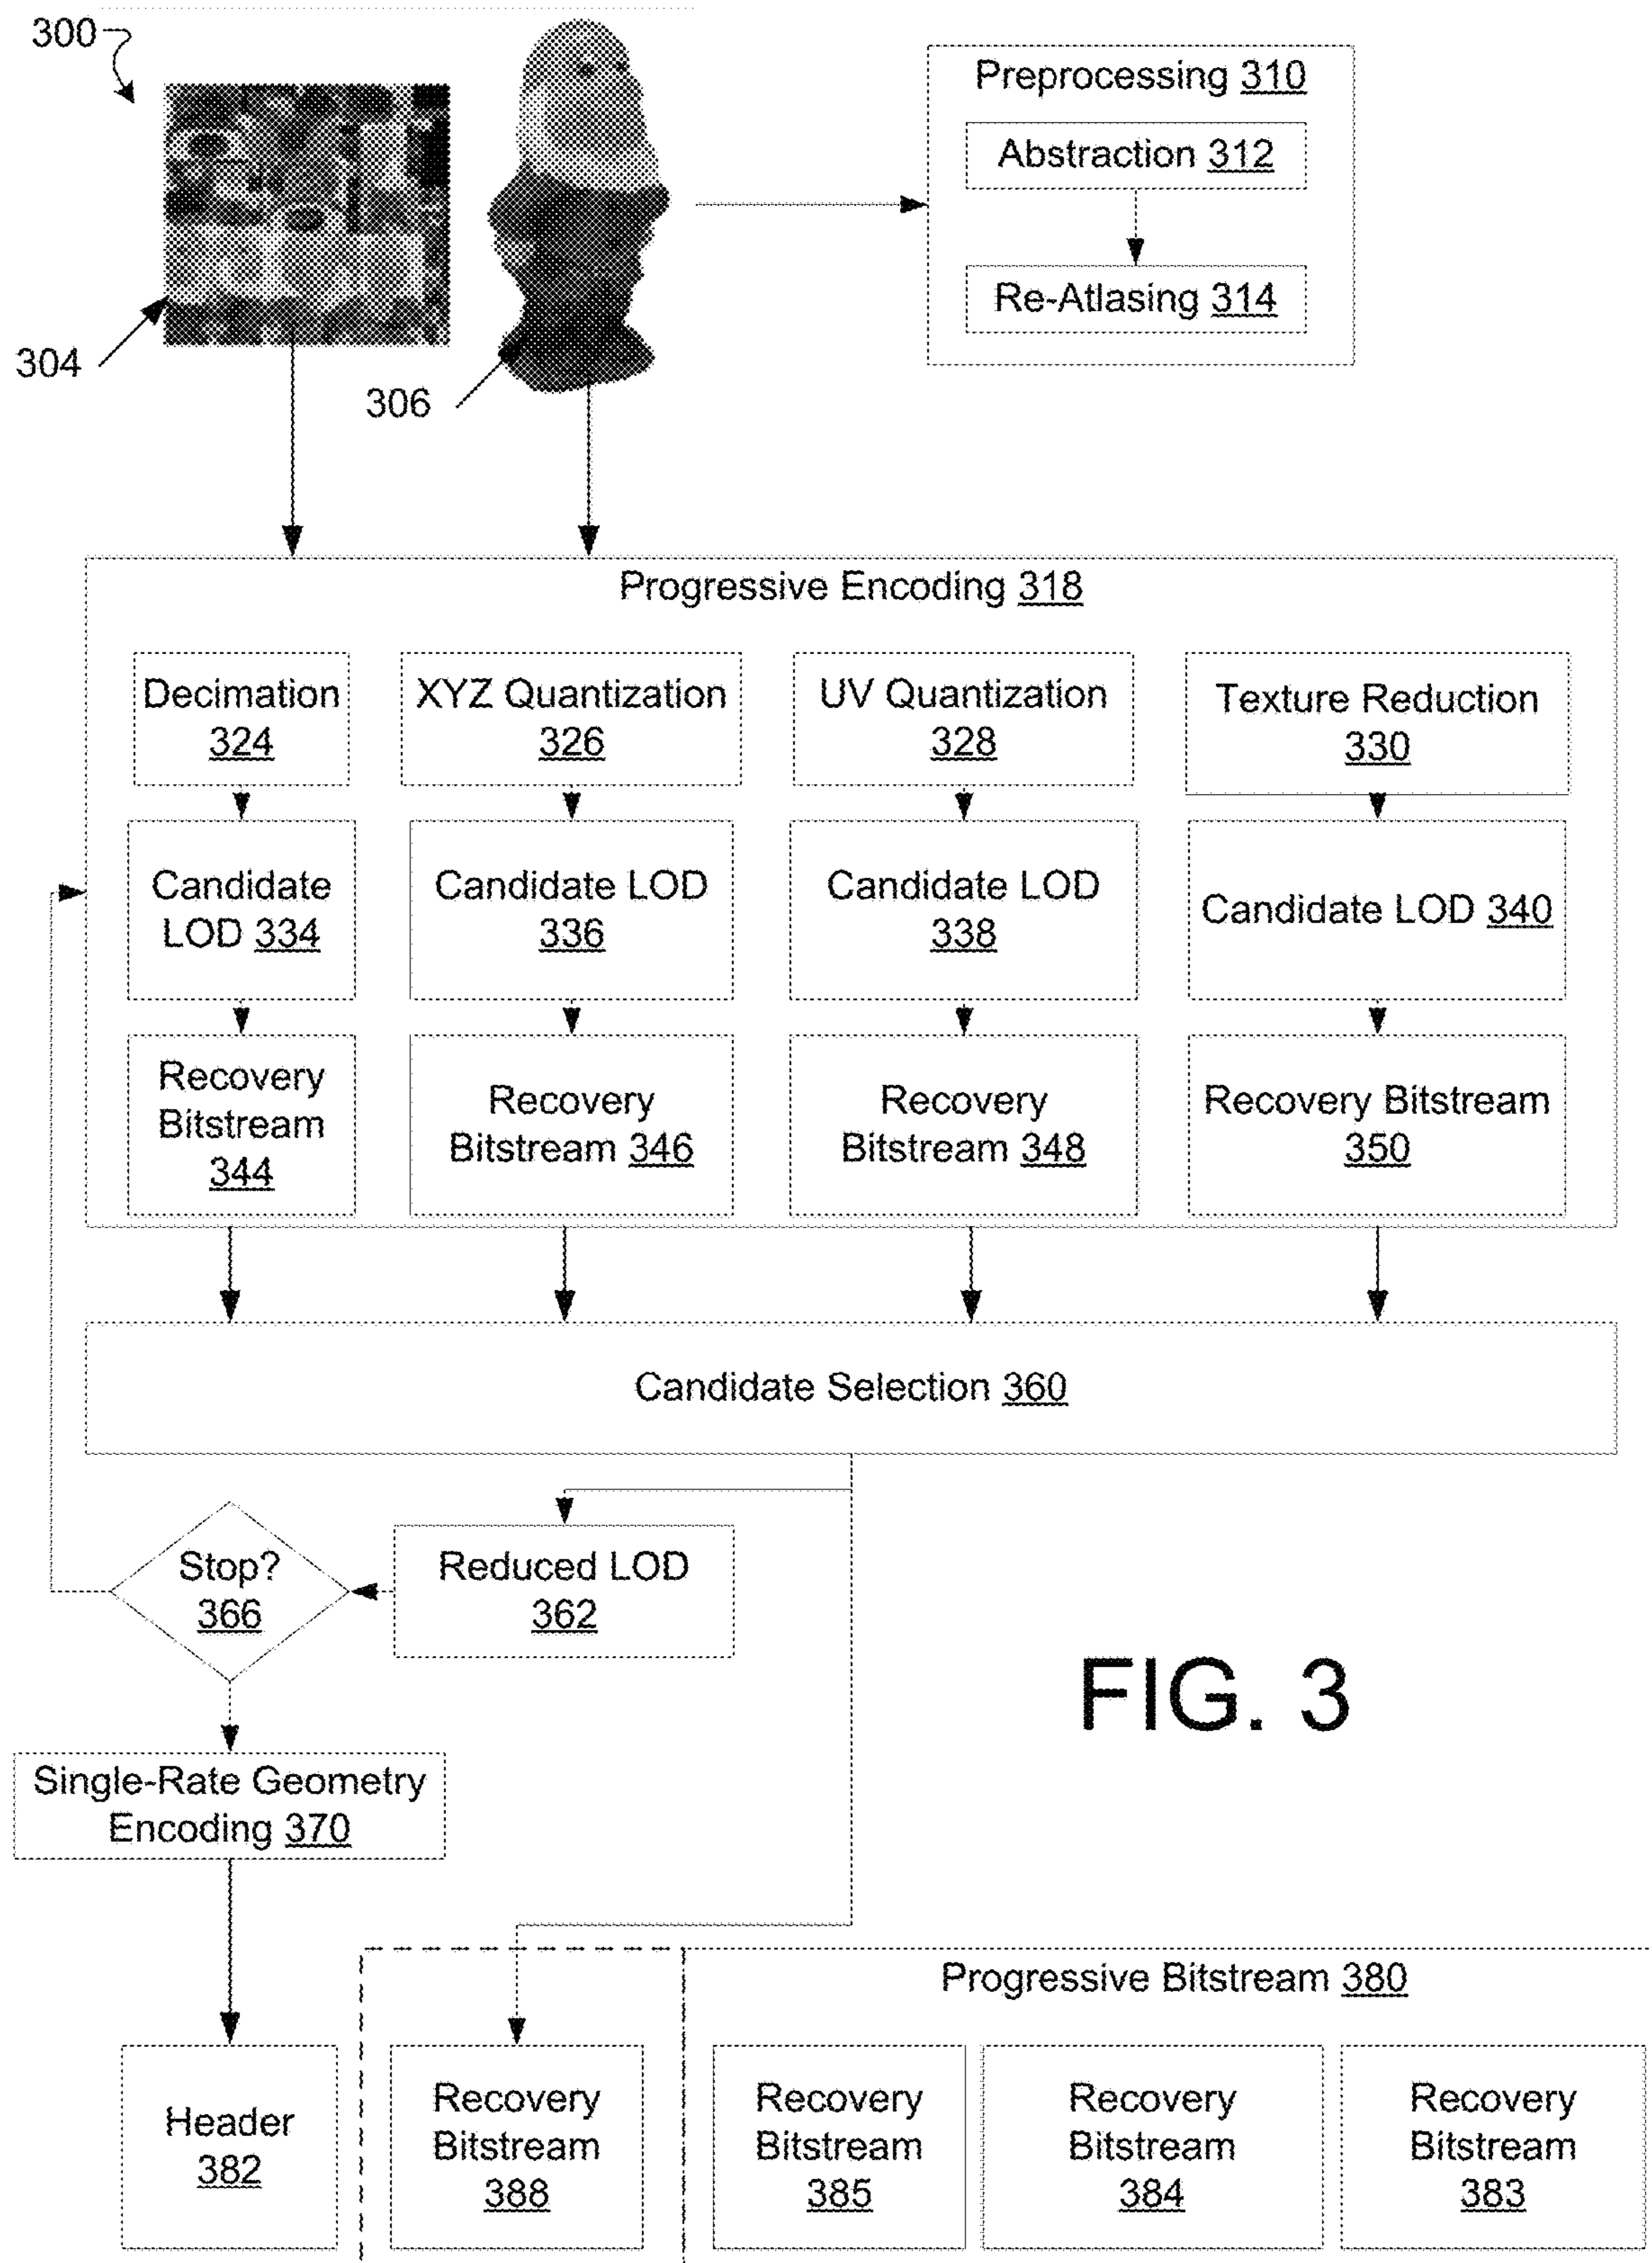 300
Preprocessing 310
Abstraction 312
Re-Atlasing 314
304
306
Progressive Encoding 318
Decimation
324
XYZ Quantization
326
UV Quantization
328
Texture Reduction
330
Candidate
LOD 334
Candidate LOD
336
Candidate LOD
338
Candidate LOD 340
Recovery
Bitstream
344
Recovery
Bitstream 346
Recovery
Bitstream 348
Recovery Bitstream
350
Candidate Selection 360
Stop?
366
Reduced LOD
362
FIG. 3
Single-Rate Geometry
Encoding 370
Progressive Bitstream 380
Header
382
Recovery
Bitstream
388
Recovery
Bitstream
385
Recovery
Bitstream
384
Recovery
Bitstream
383